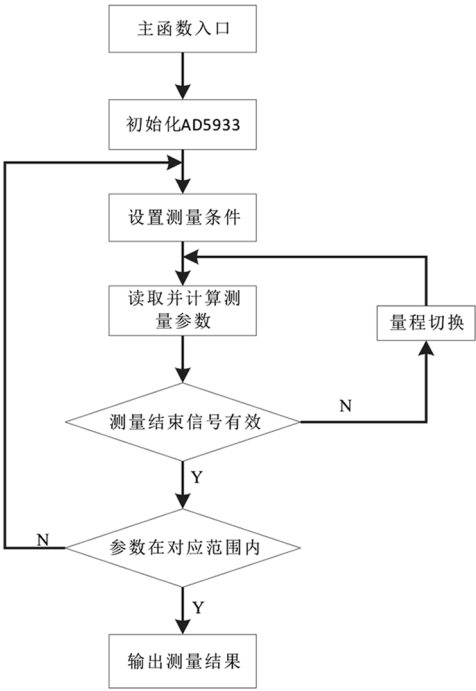 主函数入口
初始化AD5933
设置测量条件
读取并计算测
量参数
量程切换
测量结束信号有效
N
Y
参数在对应范围内
N
Y
输出测量结果